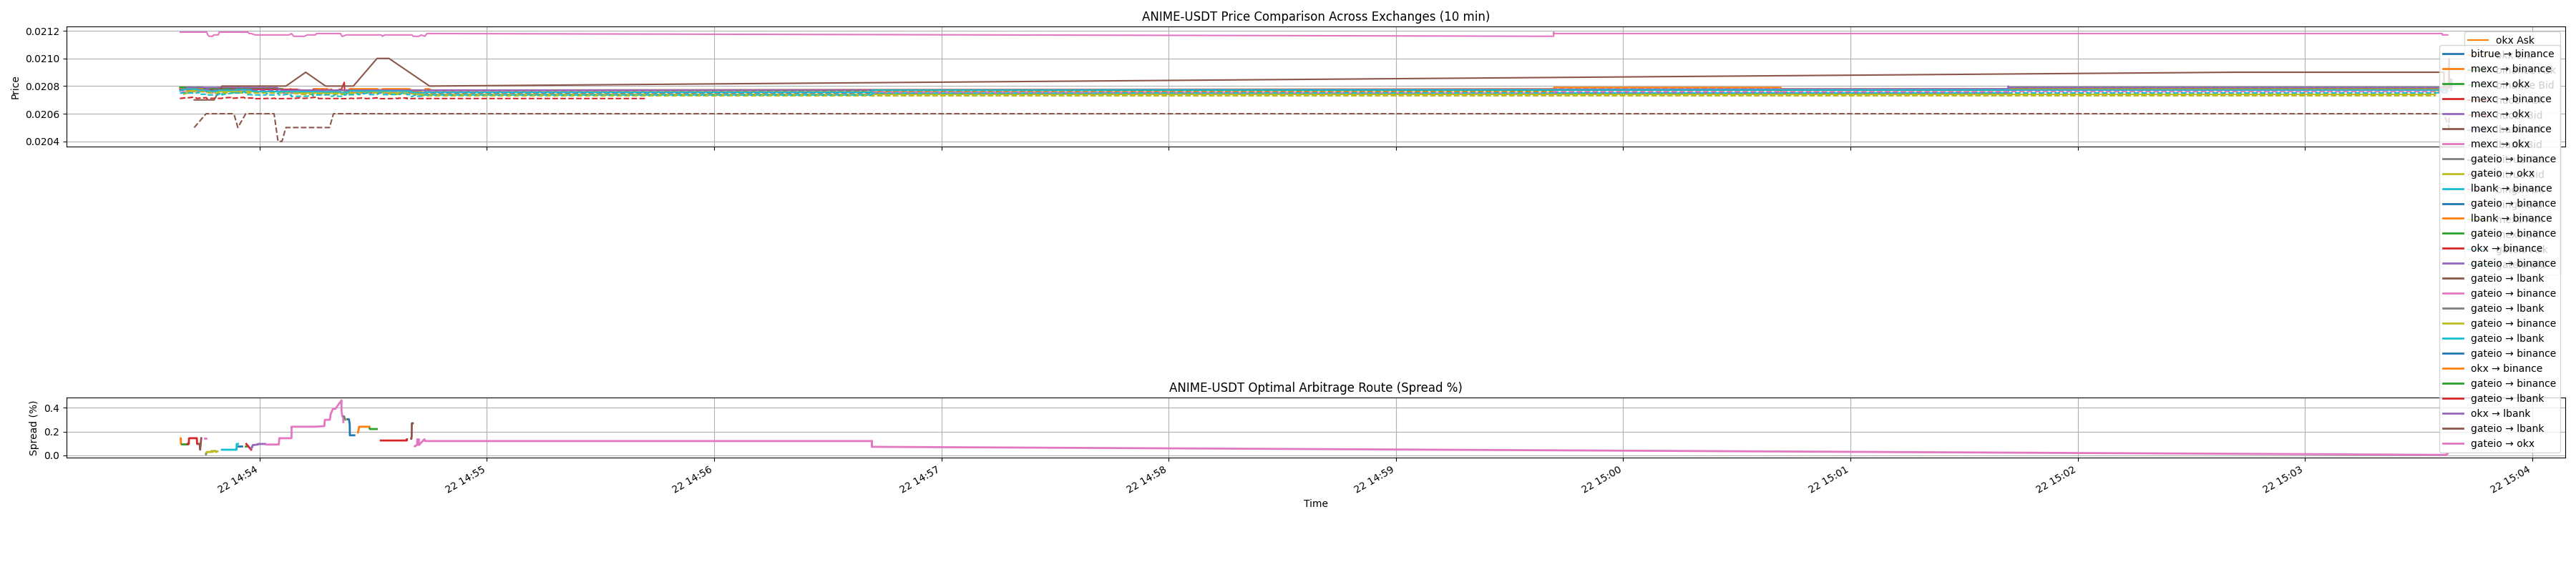 ANIME-USDT Price Comparison Across Exchanges (10 min)
Price
0.0212
0.0210
0.0208
0.0206
0.0204
okx Ask
bitrue → binance
mexc → binance
mexc → okx
mexc → binance
mexc → okx
mexc → binance
mexc → okx
gateio → binance
gateio → okx
lbank → binance
gateio → binance
lbank → binance
gateio → binance
okx → binance
gateio → binance
gateio → lbank
gateio → binance
gateio → lbank
gateio → binance
gateio → lbank
gateio → binance
okx → binance
gateio → binance
gateio → lbank
okx → lbank
gateio → lbank
gateio → okx
ANIME-USDT Optimal Arbitrage Route (Spread %)
Spread (%)
0.4
0.2
0.0
22 14:54
22 14:55
22 14:56
22 14:57
22 14:58
22 14:59
22 15:00
22 15:01
22 15:02
22 15:03
22 15:04
Time